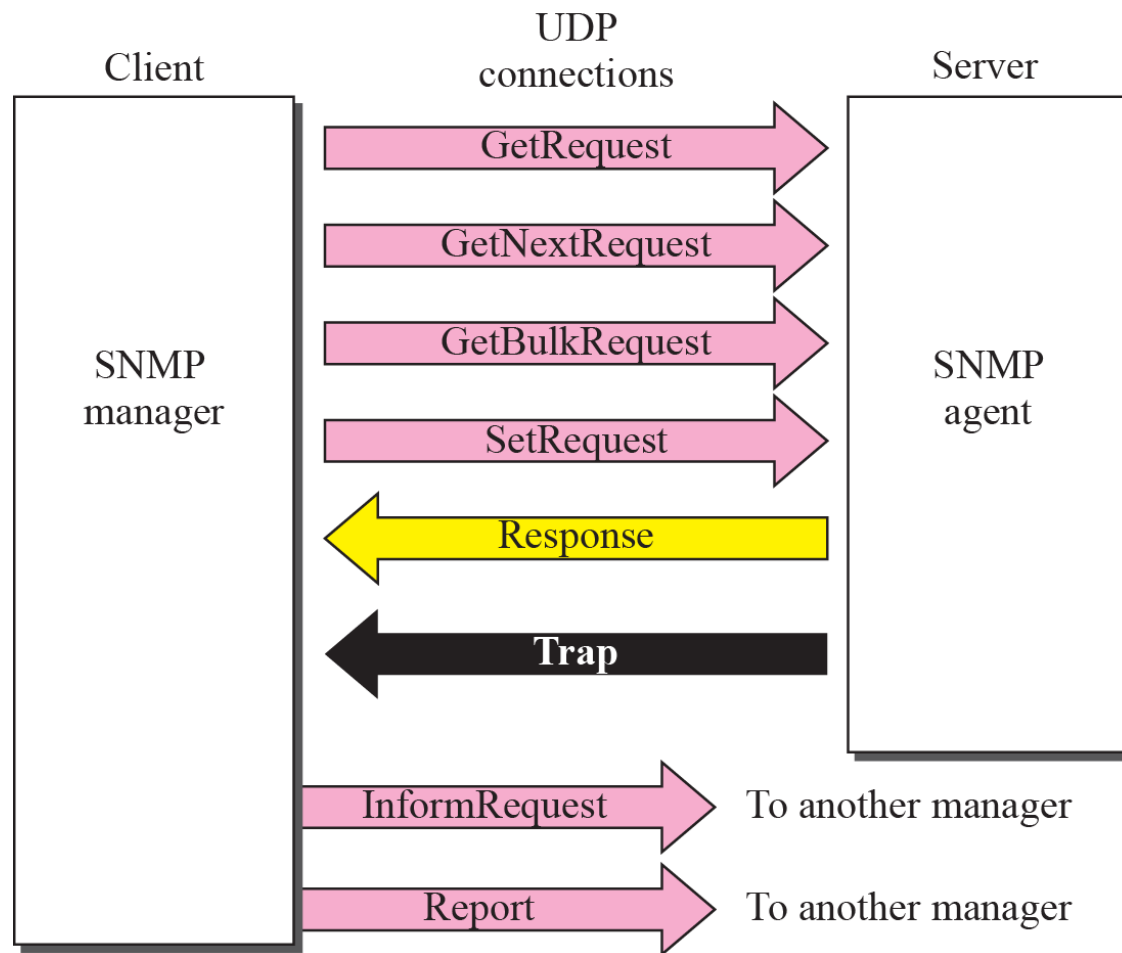 Client
UDP
connections
Server
GetRequest
GetNextRequest
GetBulkRequest
SNMP
manager
SNMP
agent
SetRequest
Response
Trap
InformRequest
To another manager
Report
To another manager